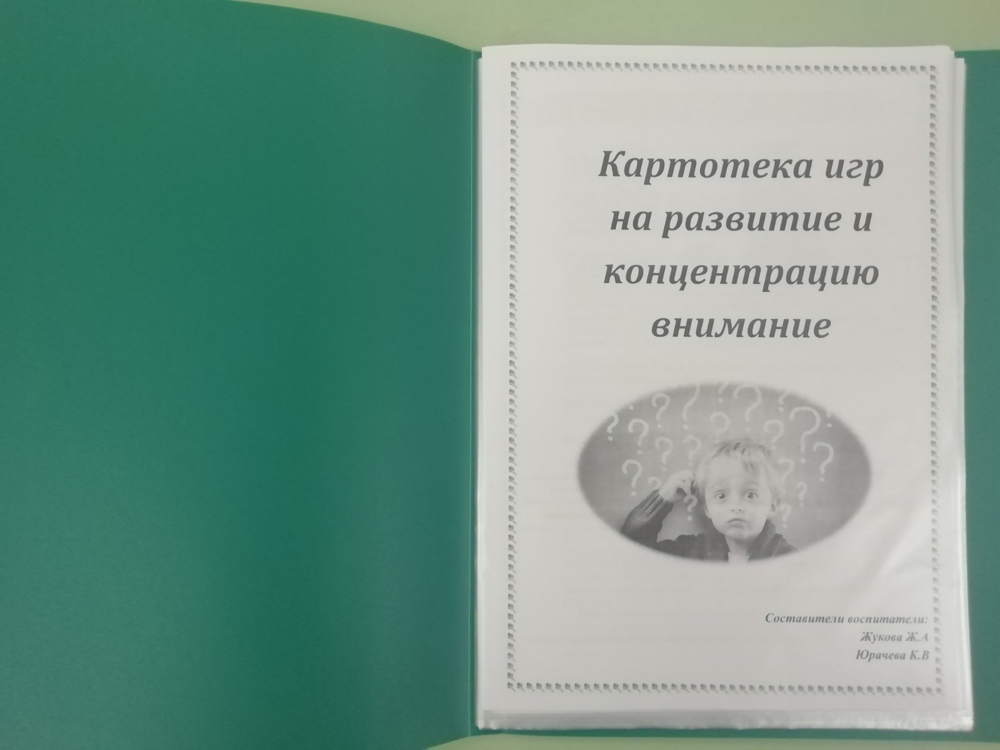 Картотека игр
на развитие и
концентрацию
внимание
Составители воспитатели:
Жукова Ж.А
Юрачева К.В